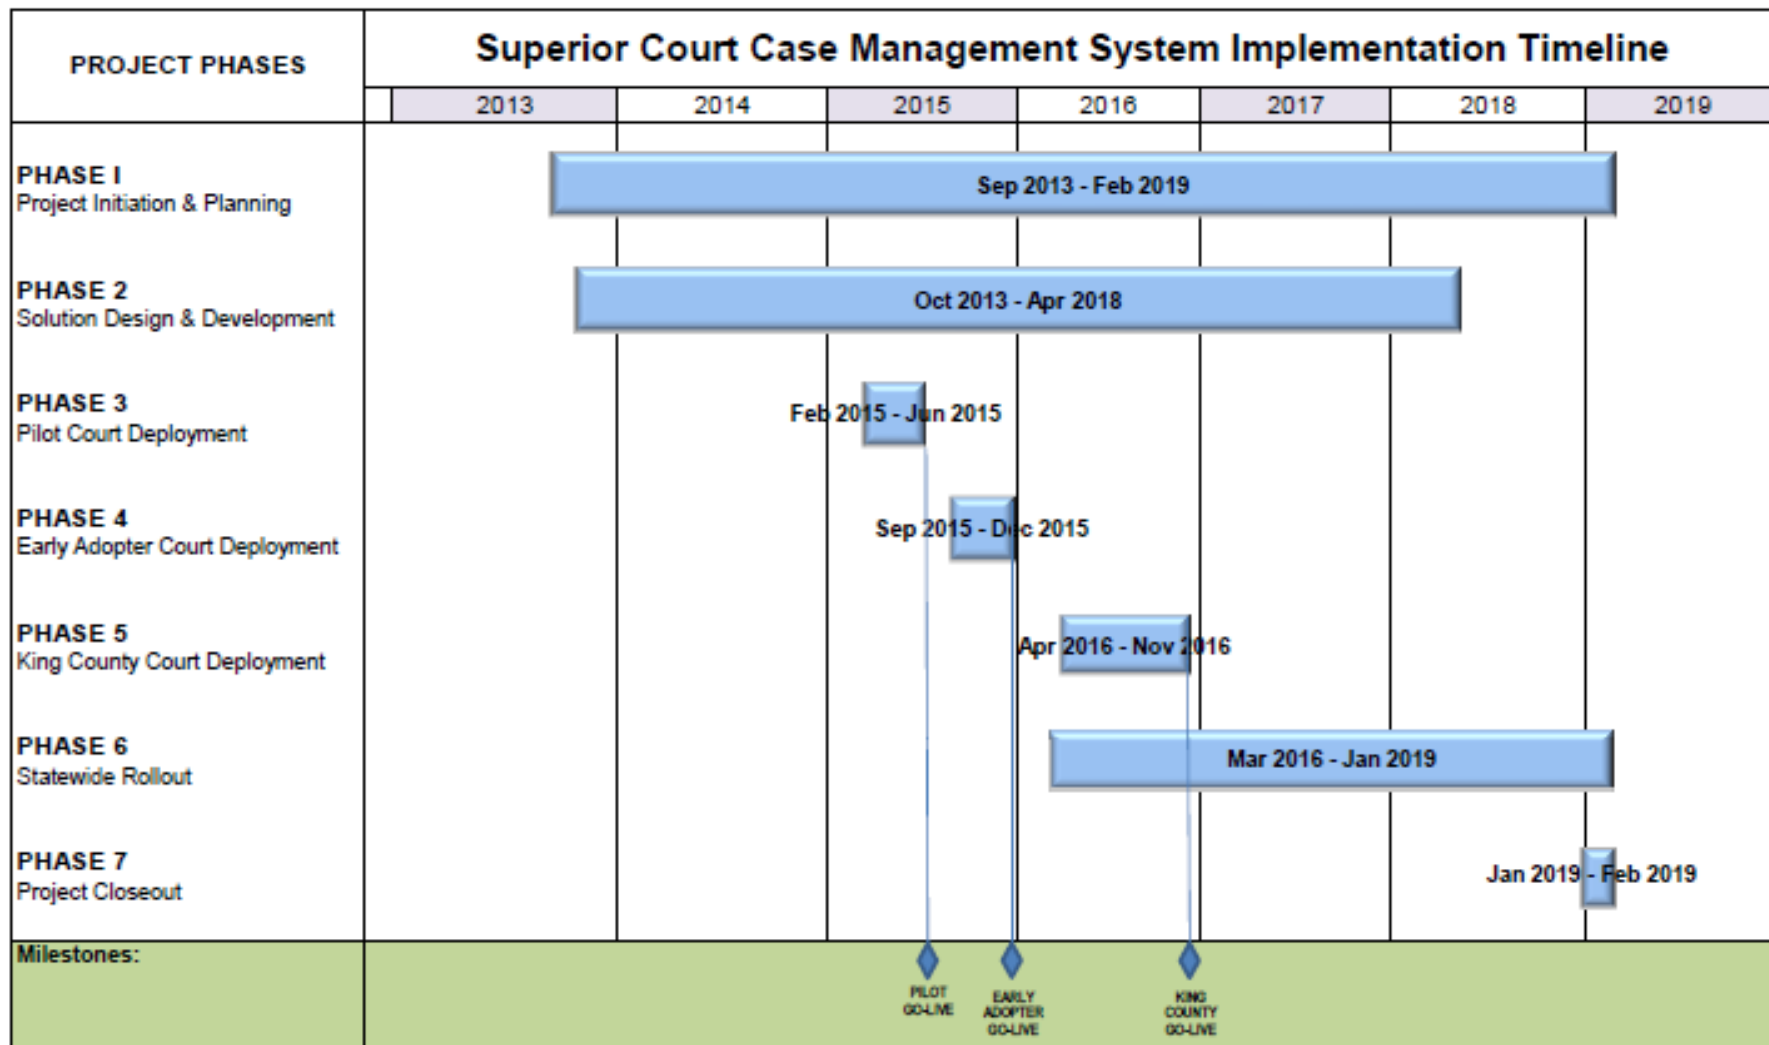 PROJECT PHASES
Superior Court Case Management System Implementation Timeline
2013 2014 2015 2016 2017 2018 2019
PHASE I
Project Initiation & Planning
Sep 2013 - Feb 2019
PHASE 2
Solution Design & Development
Oct 2013 - Apr 2018
PHASE 3
Pilot Court Deployment
Feb 2015 - Jun 2015
PHASE 4
Early Adopter Court Deployment
Sep 2015 - Dec 2015
PHASE 5
King County Court Deployment
Apr 2016 - Nov 2016
PHASE 6
Statewide Rollout
Mar 2016 - Jan 2019
PHASE 7
Project Closeout
Jan 2019 - Feb 2019
Milestones:
PILOT
GO-LIVE
EARLY
ADOPTER
GO-LIVE
KING
COUNTY
GO-LIVE